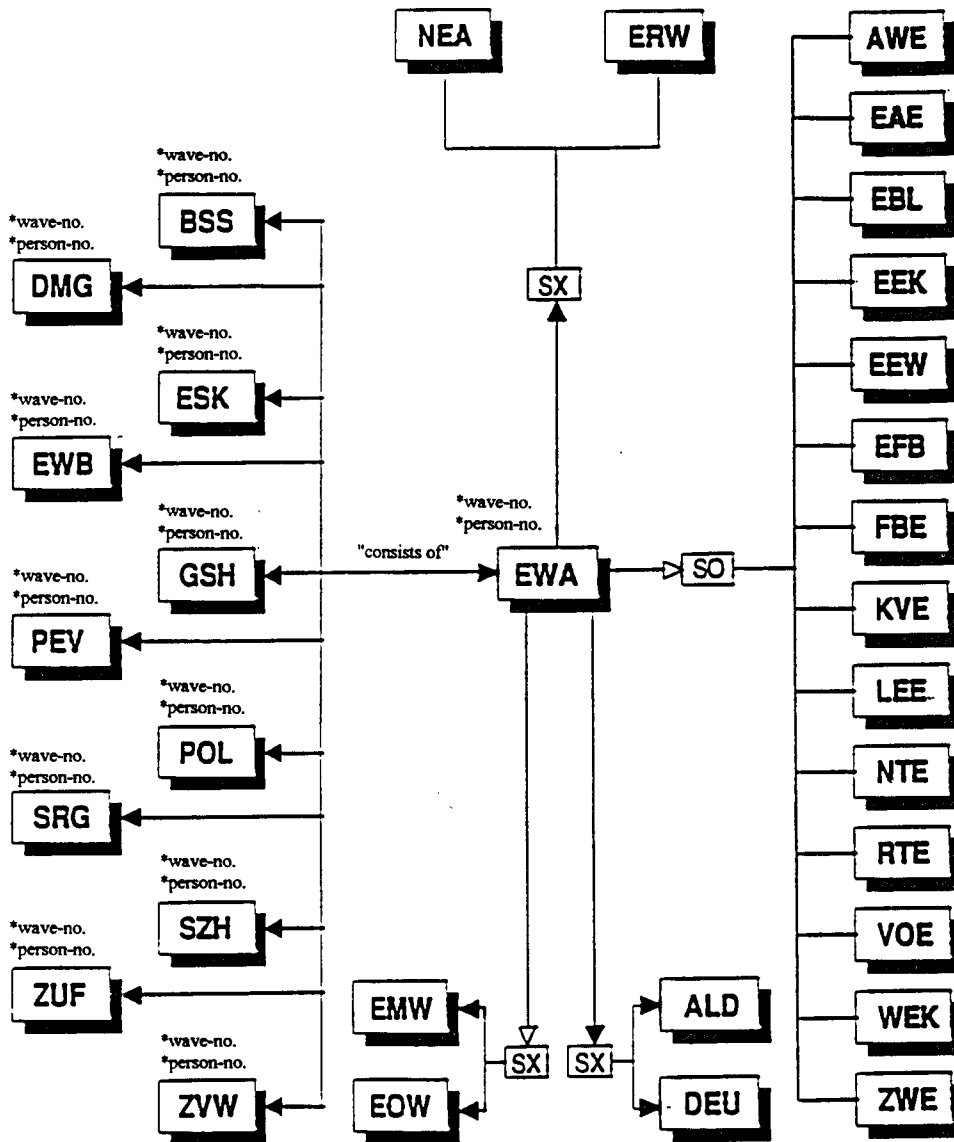 NEA
ERW
SX
*wave-no.
*person-no.
BSS
*wave-no.
*person-no.
DMG
*wave-no.
*person-no.
ESK
*wave-no.
*person-no.
EWB
*wave-no.
*person-no.
GSH
*wave-no.
*person-no.
PEV
*wave-no.
*person-no.
POL
*wave-no.
*person-no.
SRG
*wave-no.
*person-no.
SZH
*wave-no.
*person-no.
ZUF
*wave-no.
*person-no.
ZVW
"consists of"
*wave-no.
*person-no.
EWA
SO
EMW
EOW
SX
SX
ALD
DEU
AWE
EAE
EBL
EEK
EEW
EFB
FBE
KVE
LEE
NTE
RTE
VOE
WEK
ZWE